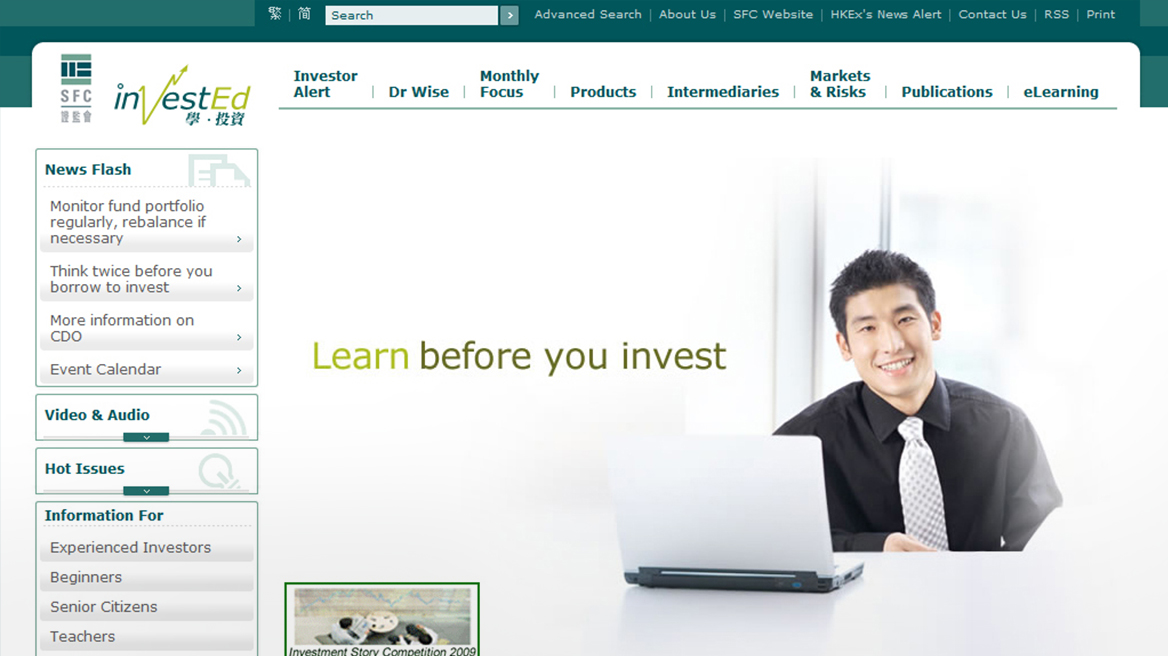 繁 | 简
Search
Advanced Search | About Us | SFC Website | HKEx's News Alert | Contact Us | RSS | Print
SFC
證監會
investEd
學·投資
Investor
Alert
Dr Wise
Monthly
Focus
Products
Intermediaries
Markets
& Risks
Publications
eLearning
News Flash
Monitor fund portfolio
regularly, rebalance if
necessary
Think twice before you
borrow to invest
More information on
CDO
Event Calendar
Video & Audio
Hot Issues
Information For
Experienced Investors
Beginners
Senior Citizens
Teachers
Learn before you invest
Investment Story Competition 2009